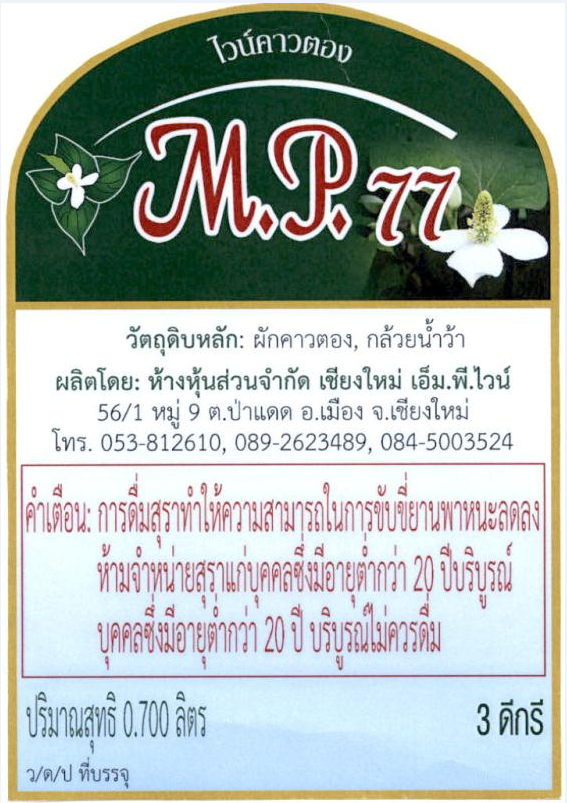 ไวน์คาวตอง
M.P. 77
วัตถุดิบหลัก: ผักคาวตอง, กล้วยน้ำว้า
ผลิตโดย: ห้างหุ้นส่วนจำกัด เชียงใหม่ เอ็ม.พี.ไวน์
56/1 หมู่ 9 ต.ป่าแดด อ.เมือง จ.เชียงใหม่
โทร. 053-812610, 089-2623489, 084-5003524
คำเตือน: การดื่มสุราทำให้ความสามารถในการขับขี่ยานพาหนะลดลง
ห้ามจำหน่ายสุราแก่บุคคลซึ่งมีอายุต่ำกว่า 20 ปีบริบูรณ์
บุคคลซึ่งมีอายุต่ำกว่า 20 ปี บริบูรณ์ไม่ควรดื่ม
ปริมาณสุทธิ 0.700 ลิตร 3 ดีกรี
ว/ด/ป ที่บรรจุ